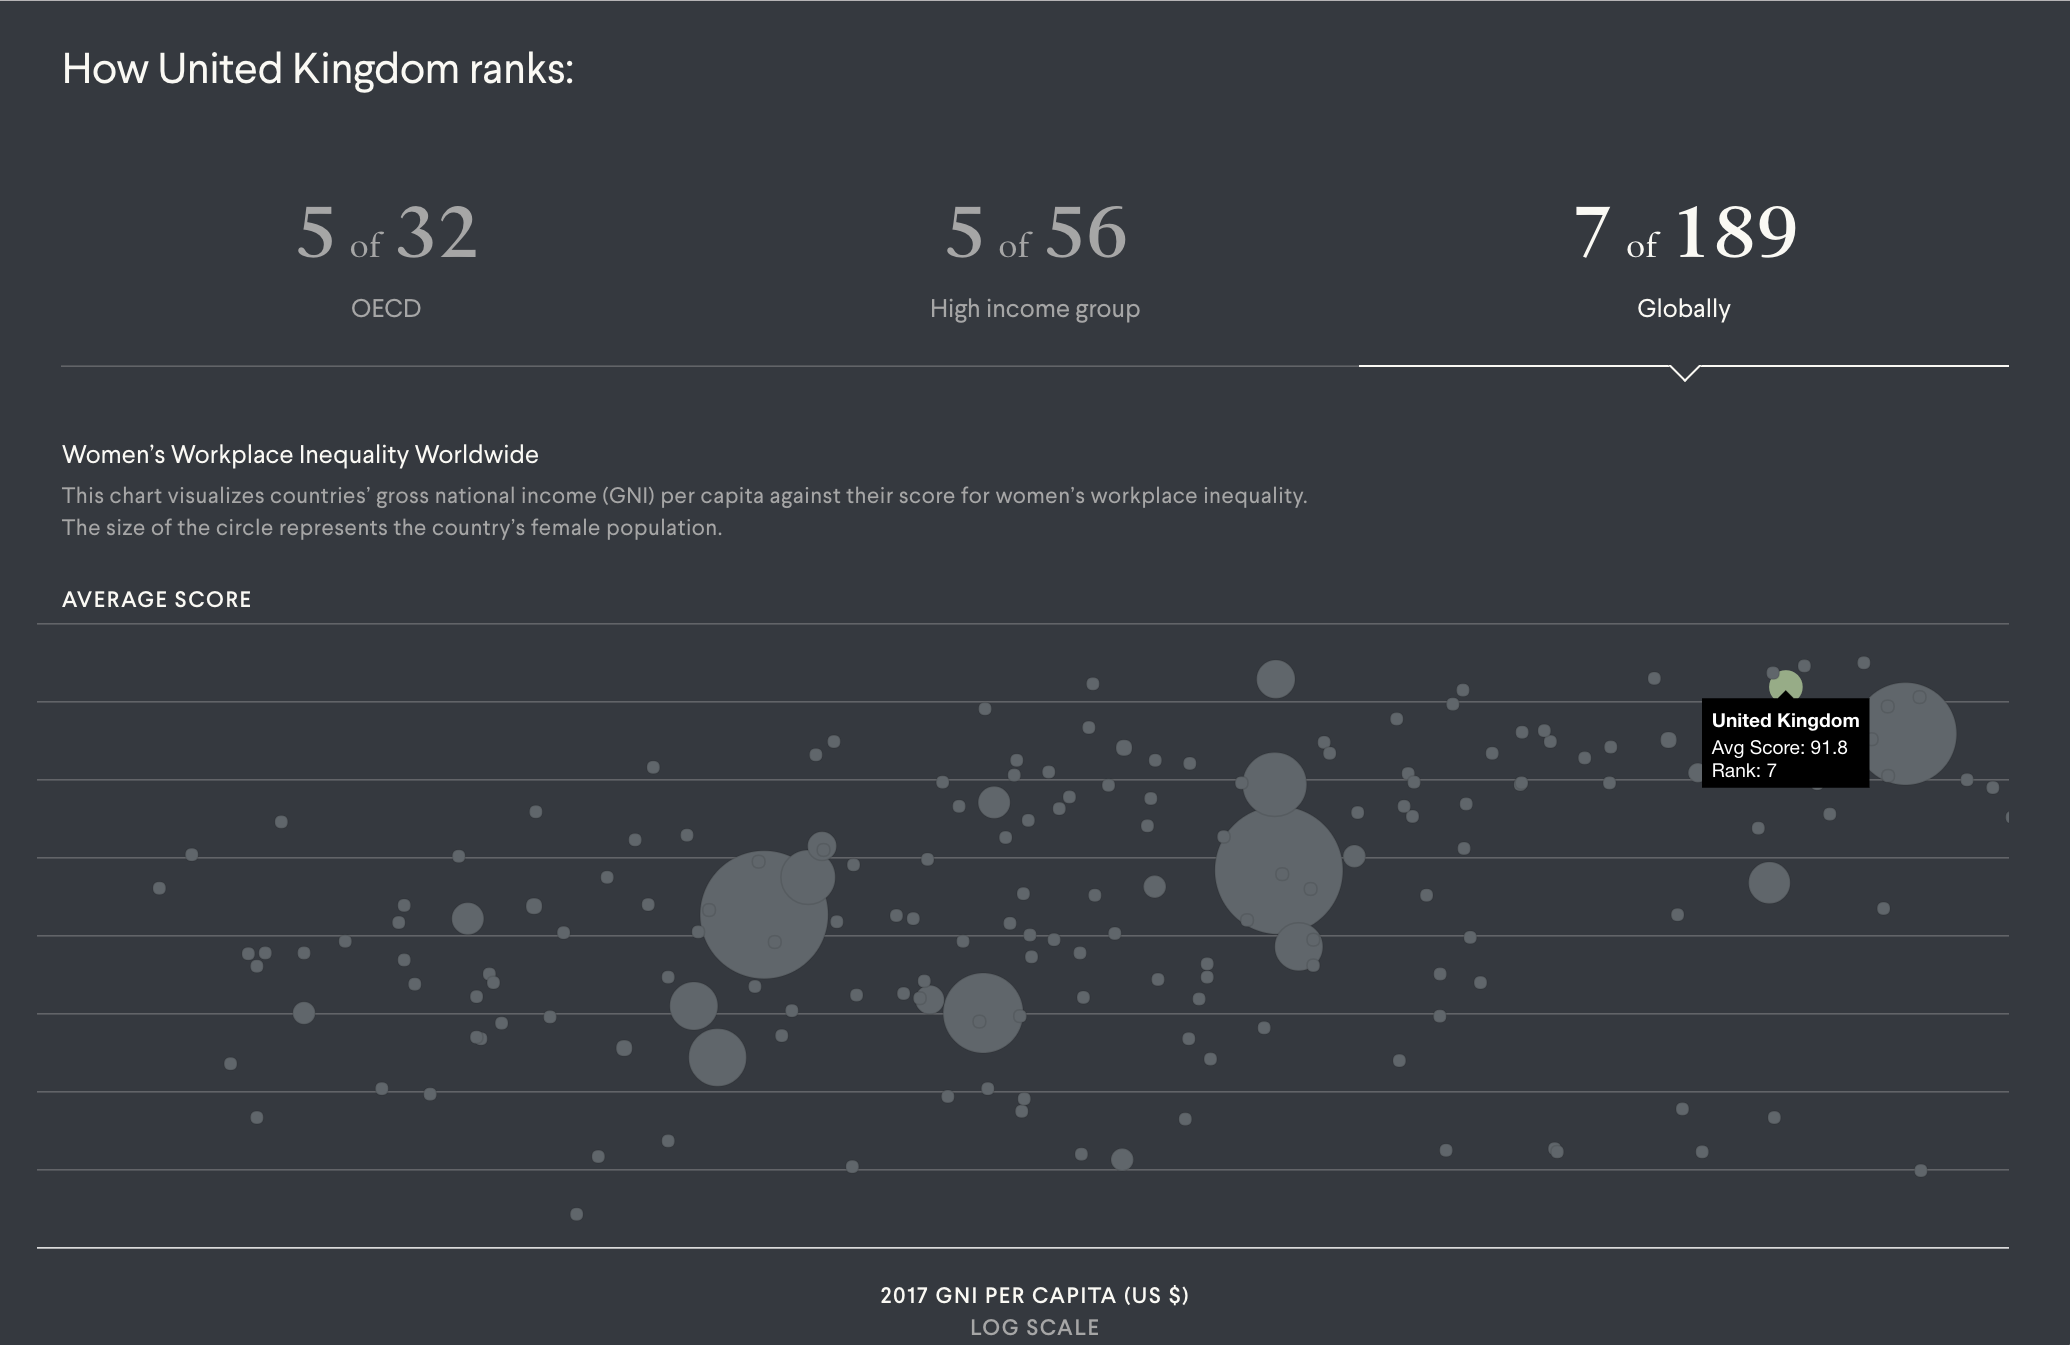 How United Kingdom ranks:
5 of 32
OECD
5 of 56
High income group
7 of 189
Globally
Women’s Workplace Inequality Worldwide
This chart visualizes countries’ gross national income (GNI) per capita against their score for women’s workplace inequality.
The size of the circle represents the country’s female population.
AVERAGE SCORE
United Kingdom
Avg Score: 91.8
Rank: 7
2017 GNI PER CAPITA (US $)
LOG SCALE